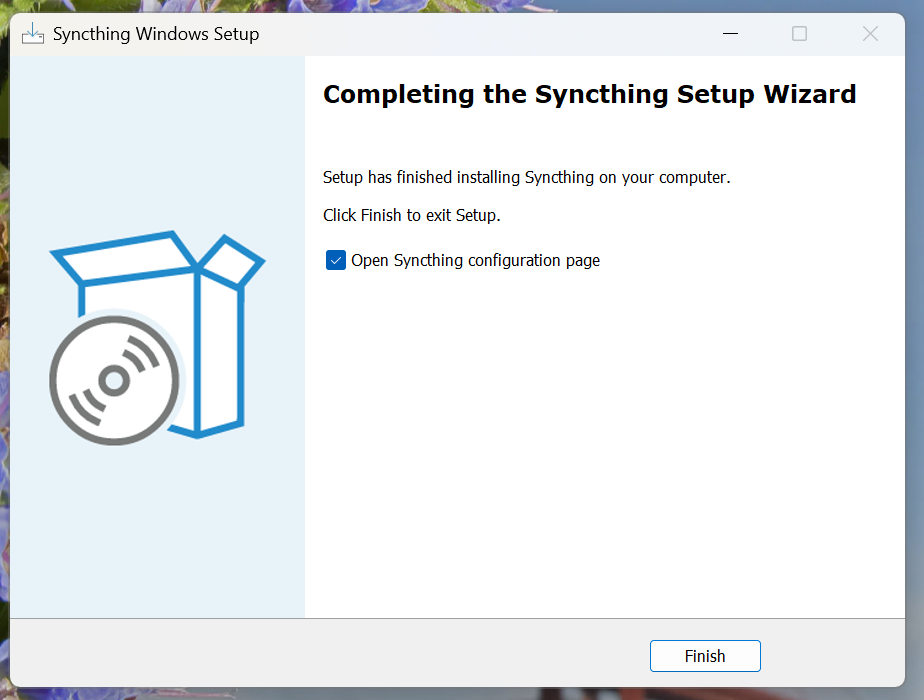 Syncthing Windows Setup
Completing the Syncthing Setup Wizard
Setup has finished installing Syncthing on your computer.
Click Finish to exit Setup.
Open Syncthing configuration page
Finish